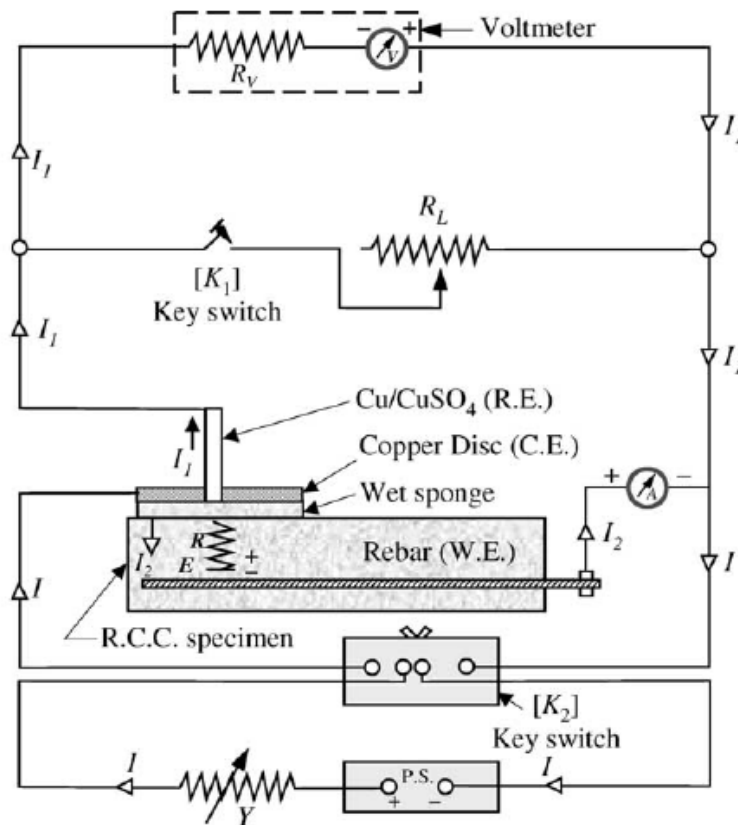 − + Voltmeter
V
R_V
I_1 I_1
R_L
[K_1]
Key switch
I_1 I_1
Cu/CuSO_4 (R.E.)
I_1
Copper Disc (C.E.)
Wet sponge
+ A −
I_2
R
+
I_2 E −
Rebar (W.E.)
I I
R.C.C. specimen
[K_2]
Key switch
I P.S. I
+ −
Y